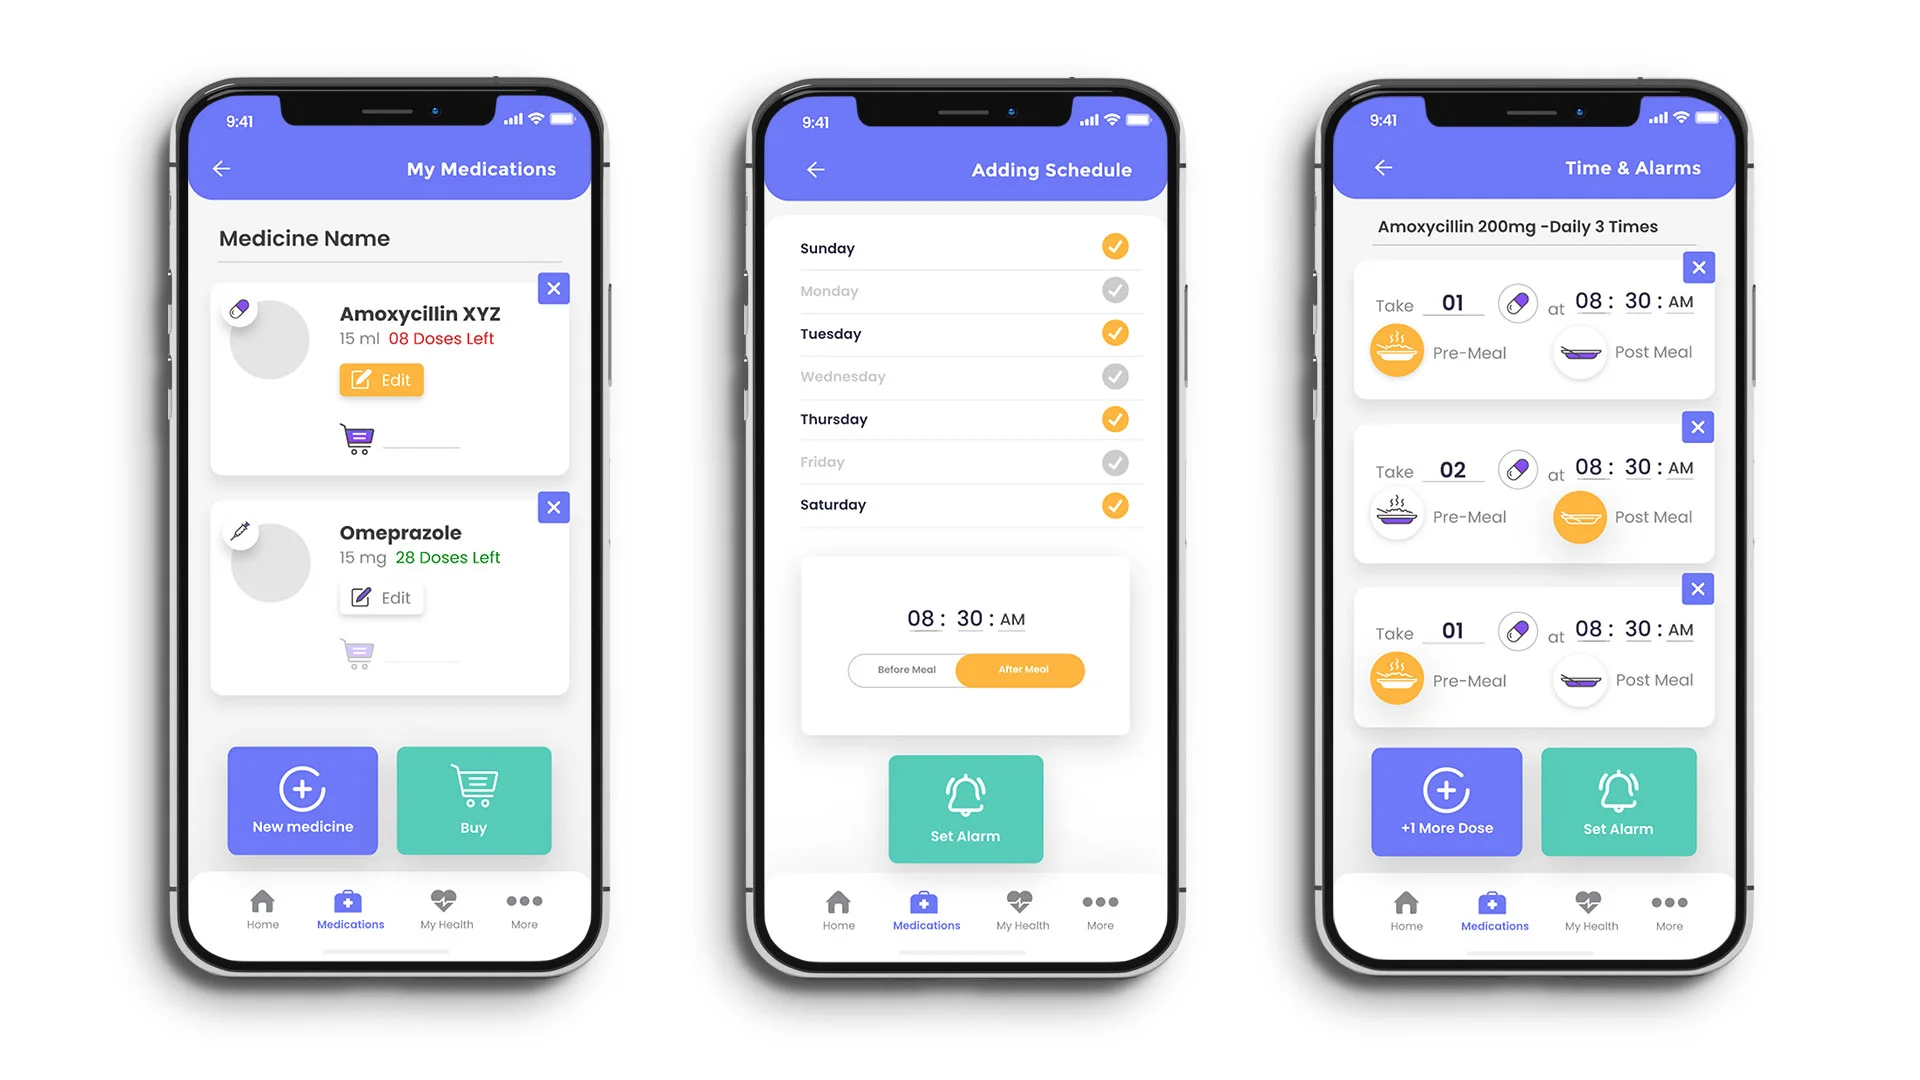 9:41
My Medications
Medicine Name
Amoxycillin XYZ
15 ml 08 Doses Left
Edit
Omeprazole
15 mg 28 Doses Left
Edit
New medicine
Buy
Home
Medications
My Health
More
9:41
Adding Schedule
Sunday
Monday
Tuesday
Wednesday
Thursday
Friday
Saturday
08 : 30 : AM
Before Meal
After Meal
Set Alarm
Home
Medications
My Health
More
9:41
Time & Alarms
Amoxycillin 200mg -Daily 3 Times
Take 01 at 08 : 30 : AM
Pre-Meal
Post Meal
Take 02 at 08 : 30 : AM
Pre-Meal
Post Meal
Take 01 at 08 : 30 : AM
Pre-Meal
Post Meal
+1 More Dose
Set Alarm
Home
Medications
My Health
More